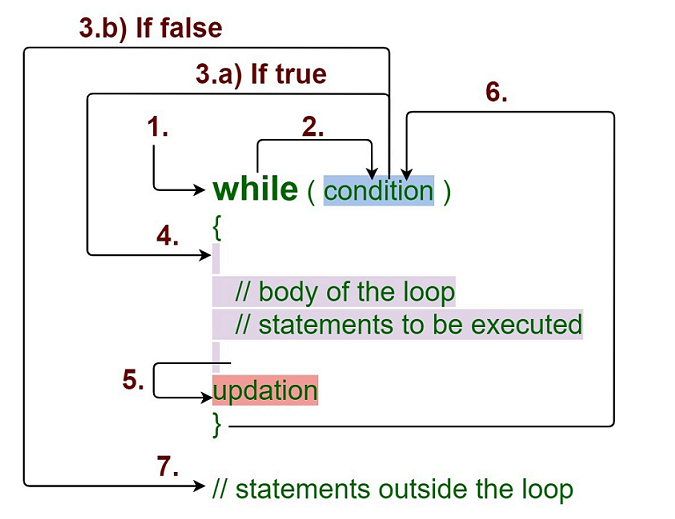 3.b) If false
3.a) If true
6.
1.
2.
while ( condition )
{
4.
// body of the loop
// statements to be executed
5.
updation
}
7.
// statements outside the loop